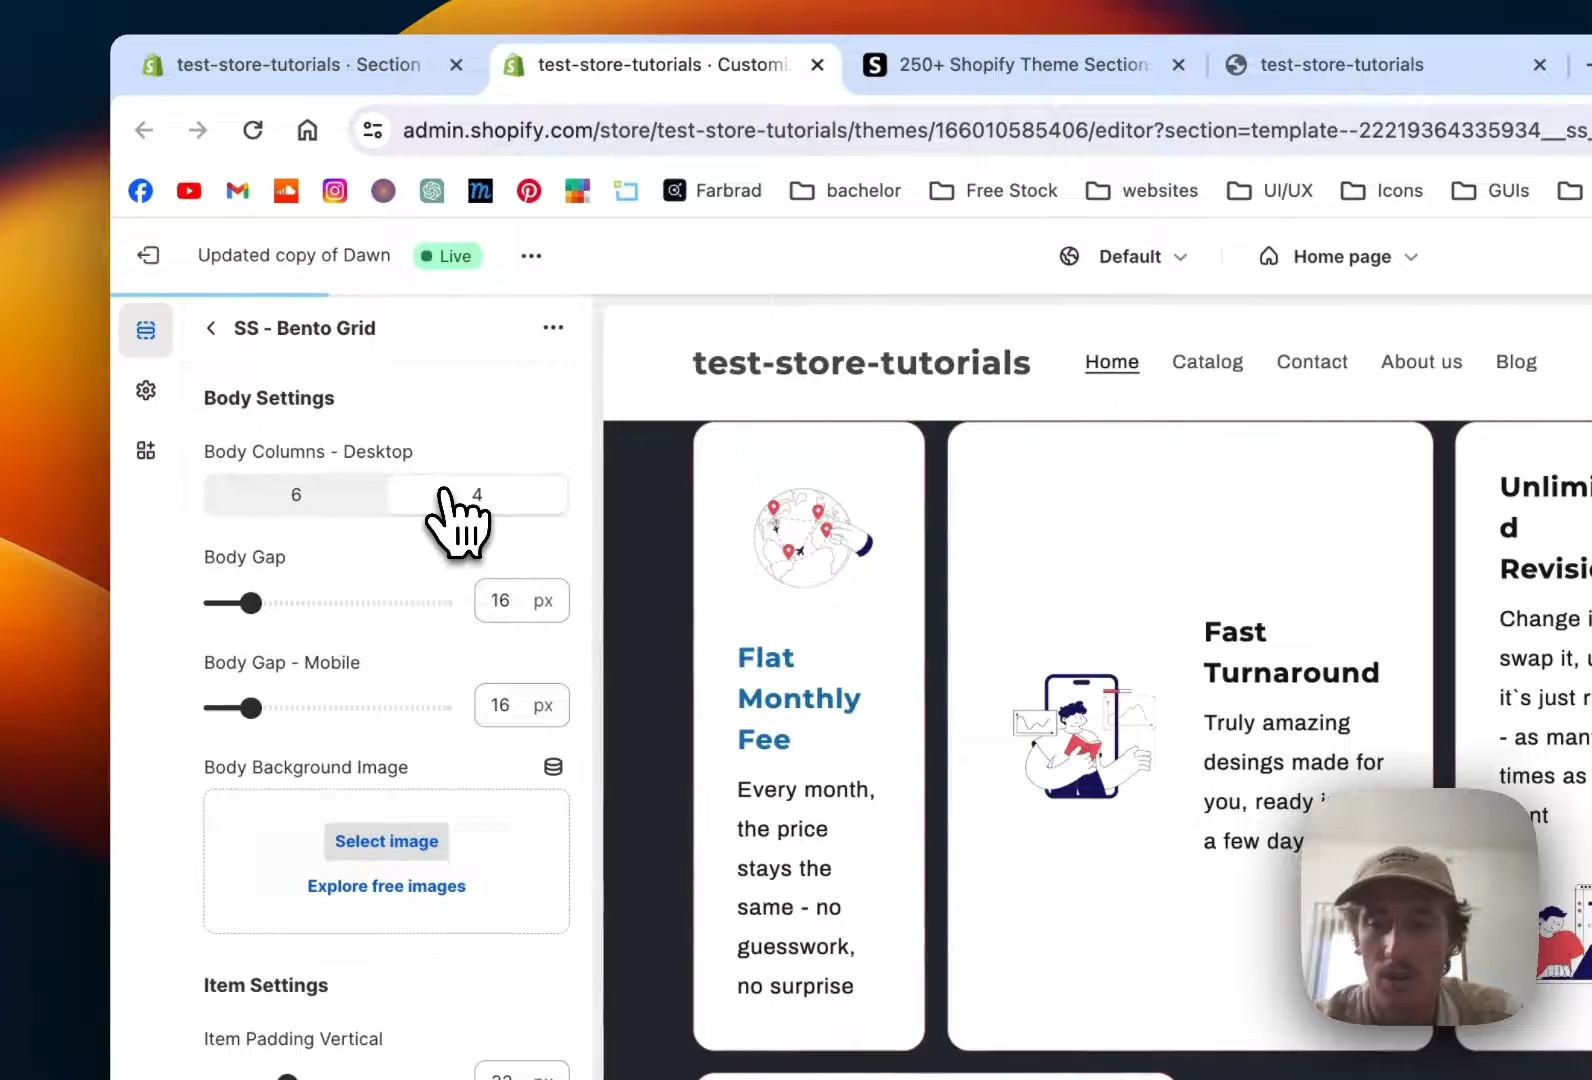 test-store-tutorials · Section
test-store-tutorials · Customi
250+ Shopify Theme Section
test-store-tutorials
admin.shopify.com/store/test-store-tutorials/themes/166010585406/editor?section=template--22219364335934__ss_
Farbrad
bachelor
Free Stock
websites
UI/UX
Icons
GUIs
Updated copy of Dawn
Live
Default
Home page
SS - Bento Grid
Body Settings
Body Columns - Desktop
6
4
Body Gap
16 px
Body Gap - Mobile
16 px
Body Background Image
Select image
Explore free images
Item Settings
Item Padding Vertical
test-store-tutorials
Home
Catalog
Contact
About us
Blog
Flat
Monthly
Fee
Every month,
the price
stays the
same - no
guesswork,
no surprise
Fast
Turnaround
Truly amazing
desings made for
you, ready
a few day
Unlimi
d
Revisi
Change i
swap it,
it`s just
- as man
times as